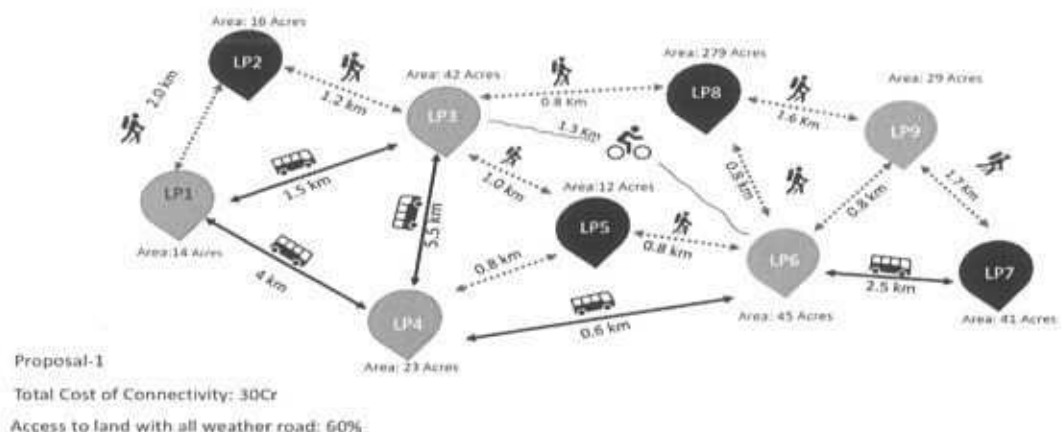 Area: 16 Acres
LP2
2.0 km
1.2 km
Area: 42 Acres
LP3
0.8 Km
Area: 279 Acres
LP8
1.6 Km
Area: 29 Acres
LP9
1.3 Km
LP1
Area:14 Acres
1.5 km
1.0 km
Area:12 Acres
LP5
0.8km
0.8 km
1.7 km
5.5 km
0.8 km
0.8 km
LP6
Area: 45 Acres
2.5 km
LP7
Area: 41 Acres
4 km
LP4
Area: 23 Acres
0.6 km
Proposal-1
Total Cost of Connectivity: 30Cr
Access to land with all weather road: 60%